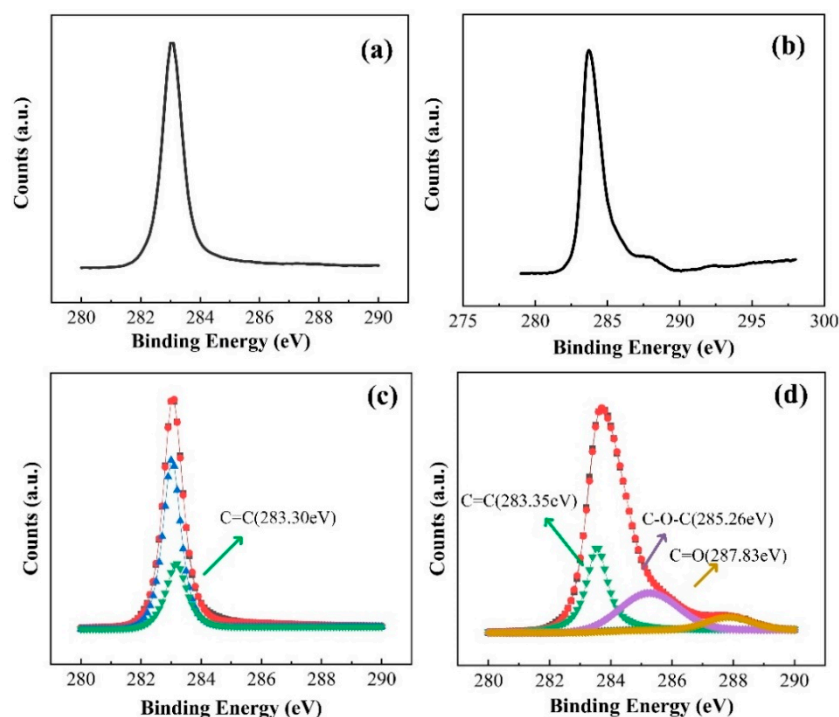 (a)
Counts (a.u.)
280 282 284 286 288 290
Binding Energy (eV)
(b)
Counts (a.u.)
275 280 285 290 295 300
Binding Energy (eV)
(c)
Counts (a.u.)
C=C(283.30eV)
280 282 284 286 288 290
Binding Energy (eV)
(d)
Counts (a.u.)
C=C(283.35eV)
C-O-C(285.26eV)
C=O(287.83eV)
280 282 284 286 288 290
Binding Energy (eV)